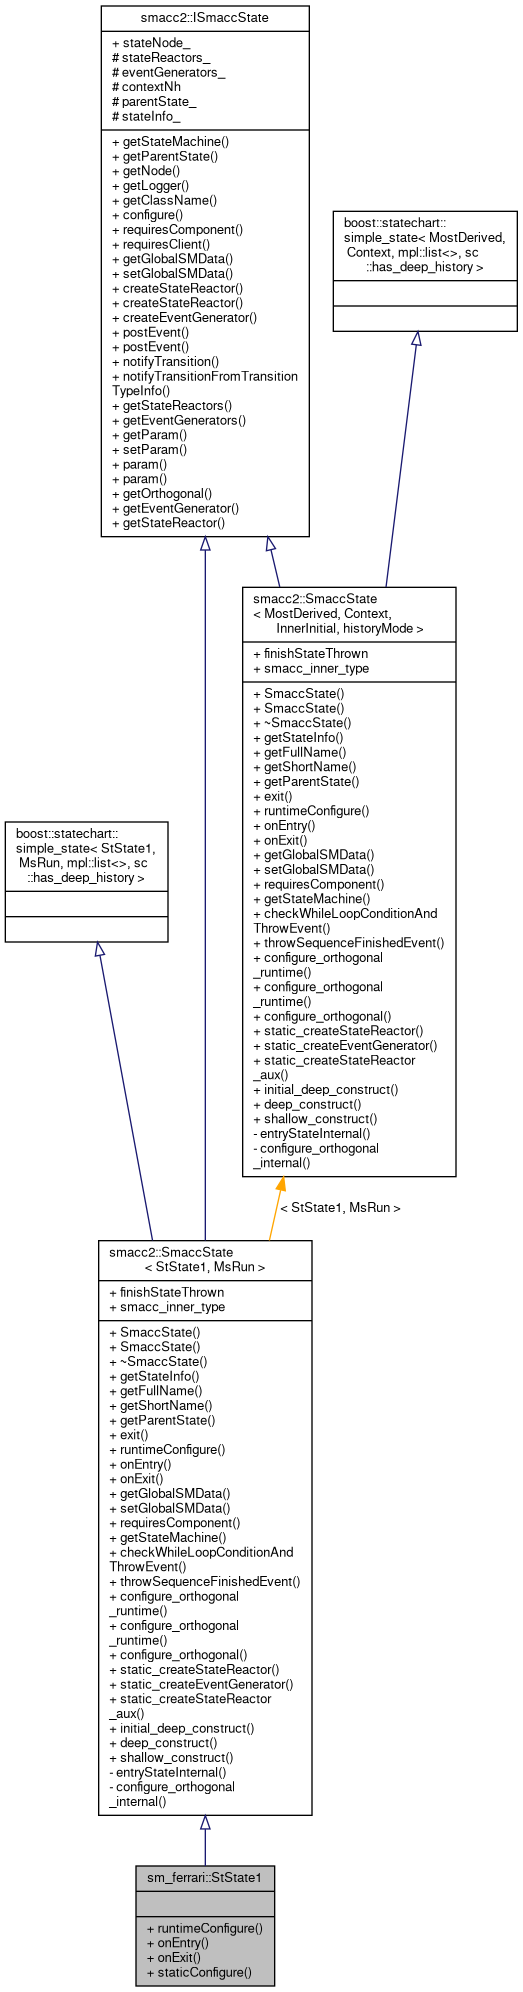 smacc2::ISmaccState
+ stateNode_
# stateReactors_
# eventGenerators_
# contextNh
# parentState_
# stateInfo_
+ getStateMachine()
+ getParentState()
+ getNode()
+ getLogger()
+ getClassName()
+ configure()
+ requiresComponent()
+ requiresClient()
+ getGlobalSMData()
+ setGlobalSMData()
+ createStateReactor()
+ createStateReactor()
+ createEventGenerator()
+ postEvent()
+ postEvent()
+ notifyTransition()
+ notifyTransitionFromTransition
TypeInfo()
+ getStateReactors()
+ getEventGenerators()
+ getParam()
+ setParam()
+ param()
+ param()
+ getOrthogonal()
+ getEventGenerator()
+ getStateReactor()
boost::statechart::
simple_state< MostDerived,
Context, mpl::list<>, sc
::has_deep_history >
smacc2::SmaccState
< MostDerived, Context,
InnerInitial, historyMode >
+ finishStateThrown
+ smacc_inner_type
+ SmaccState()
+ SmaccState()
+ ~SmaccState()
+ getStateInfo()
+ getFullName()
+ getShortName()
+ getParentState()
+ exit()
+ runtimeConfigure()
+ onEntry()
+ onExit()
+ getGlobalSMData()
+ setGlobalSMData()
+ requiresComponent()
+ getStateMachine()
+ checkWhileLoopConditionAnd
ThrowEvent()
+ throwSequenceFinishedEvent()
+ configure_orthogonal
_runtime()
+ configure_orthogonal
_runtime()
+ configure_orthogonal()
+ static_createStateReactor()
+ static_createEventGenerator()
+ static_createStateReactor
_aux()
+ initial_deep_construct()
+ deep_construct()
+ shallow_construct()
- entryStateInternal()
- configure_orthogonal
_internal()
boost::statechart::
simple_state< StState1,
MsRun, mpl::list<>, sc
::has_deep_history >
< StState1, MsRun >
smacc2::SmaccState
< StState1, MsRun >
+ finishStateThrown
+ smacc_inner_type
+ SmaccState()
+ SmaccState()
+ ~SmaccState()
+ getStateInfo()
+ getFullName()
+ getShortName()
+ getParentState()
+ exit()
+ runtimeConfigure()
+ onEntry()
+ onExit()
+ getGlobalSMData()
+ setGlobalSMData()
+ requiresComponent()
+ getStateMachine()
+ checkWhileLoopConditionAnd
ThrowEvent()
+ throwSequenceFinishedEvent()
+ configure_orthogonal
_runtime()
+ configure_orthogonal
_runtime()
+ configure_orthogonal()
+ static_createStateReactor()
+ static_createEventGenerator()
+ static_createStateReactor
_aux()
+ initial_deep_construct()
+ deep_construct()
+ shallow_construct()
- entryStateInternal()
- configure_orthogonal
_internal()
sm_ferrari::StState1
+ runtimeConfigure()
+ onEntry()
+ onExit()
+ staticConfigure()